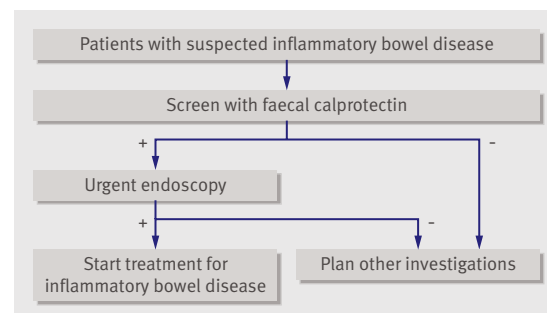 Patients with suspected inflammatory bowel disease
Screen with faecal calprotectin
+
-
Urgent endoscopy
+
-
Start treatment for
inflammatory bowel disease
Plan other investigations